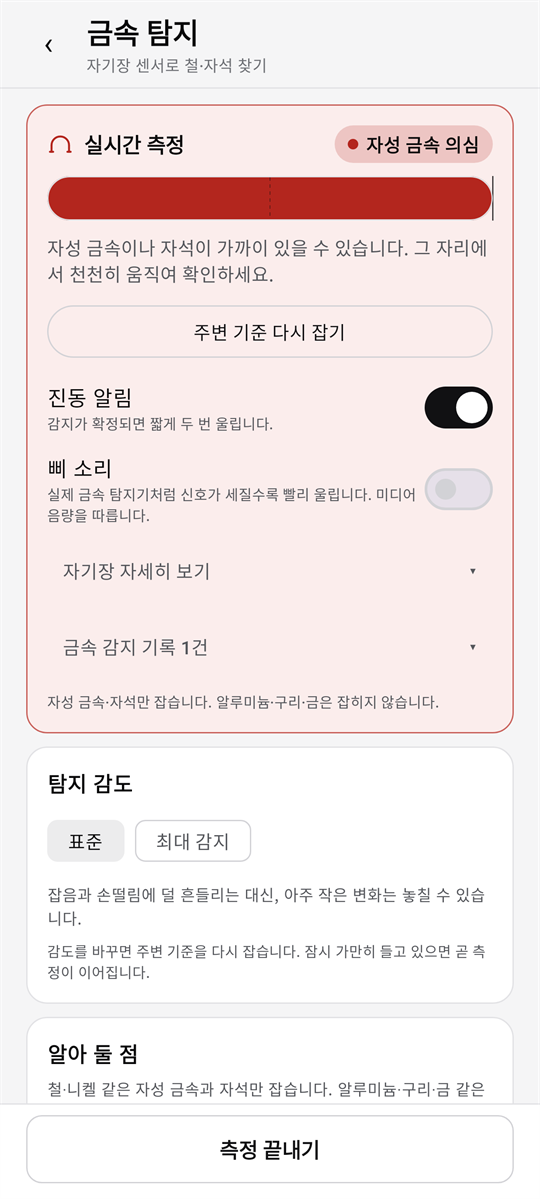 금속 탐지
자기장 센서로 철·자석 찾기
실시간 측정
자성 금속 의심
자성 금속이나 자석이 가까이 있을 수 있습니다. 그 자리에
서 천천히 움직여 확인하세요.
주변 기준 다시 잡기
진동 알림
감지가 확정되면 짧게 두 번 울립니다.
삐 소리
실제 금속 탐지기처럼 신호가 세질수록 빨리 울립니다. 미디어
음량을 따릅니다.
자기장 자세히 보기
금속 감지 기록 1건
자성 금속·자석만 잡습니다. 알루미늄·구리·금은 잡히지 않습니다.
탐지 감도
표준
최대 감지
잡음과 손떨림에 덜 흔들리는 대신, 아주 작은 변화는 놓칠 수 있습
니다.
감도를 바꾸면 주변 기준을 다시 잡습니다. 잠시 가만히 들고 있으면 곧 측
정이 이어집니다.
알아 둘 점
철·니켈 같은 자성 금속과 자석만 잡습니다. 알루미늄·구리·금 같은
측정 끝내기